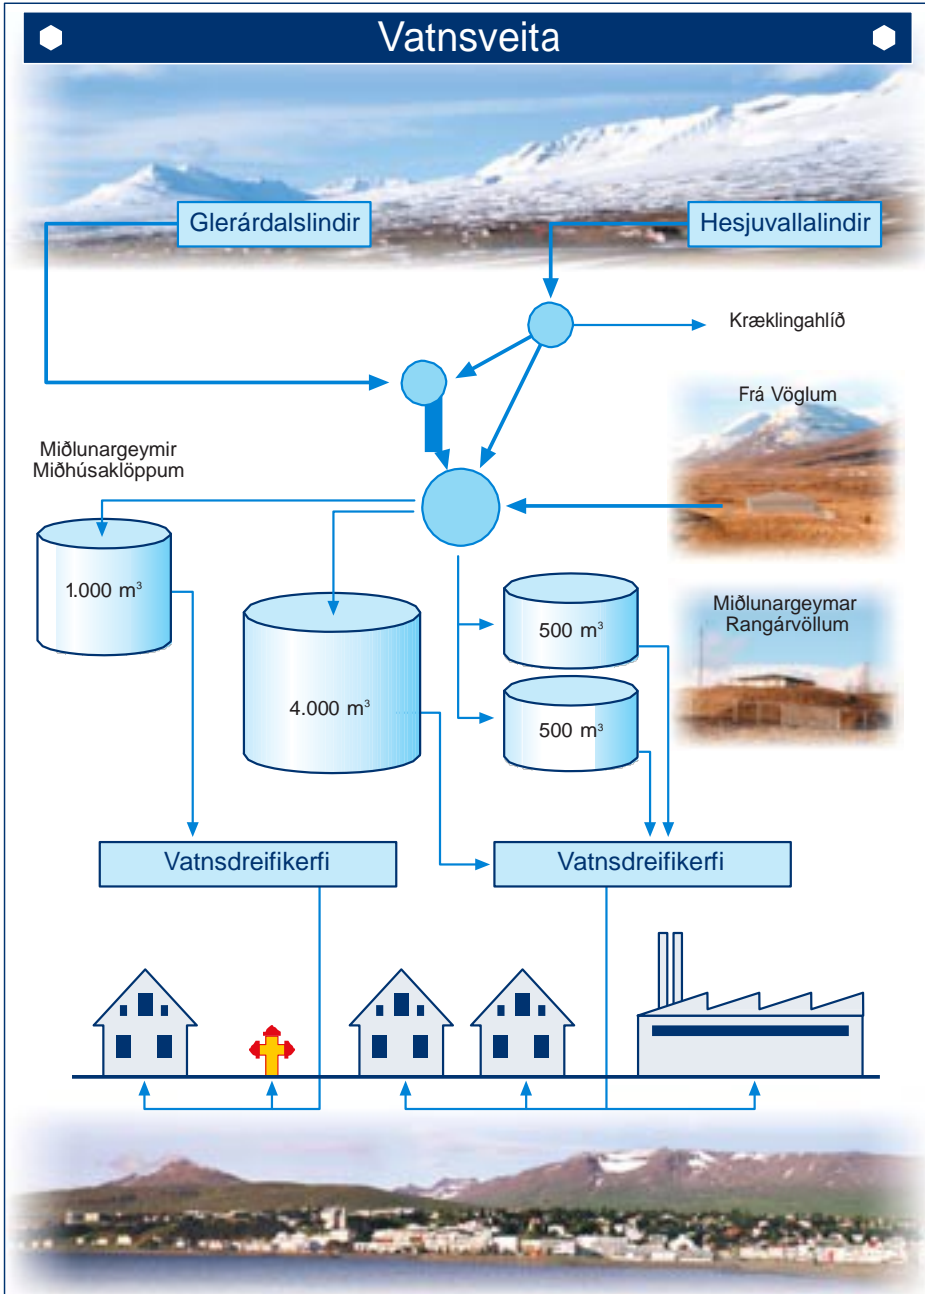 Vatnsveita
Glerárdalslindir
Hesjuvallalindir
Kræklingahlíð
Frá Vöglum
Miðlunargeymir
Miðhúsaklöppum
1.000 m³
500 m³
Miðlunargeymar
Rangárvöllum
4.000 m³
500 m³
Vatnsdreifikerfi
Vatnsdreifikerfi